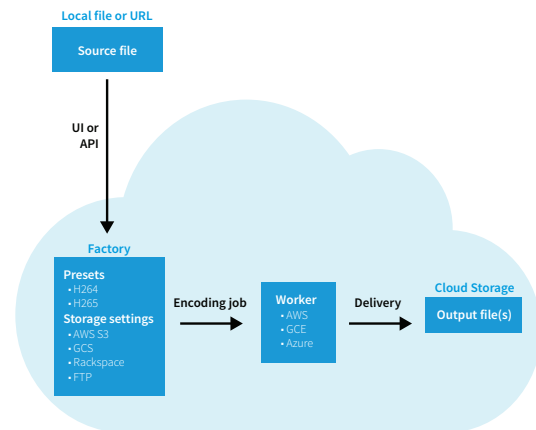 Local file or URL
Source file
UI or
API
Factory
Presets
• H264
• H265
Storage settings
• AWS S3
• GCS
• Rackspace
• FTP
Encoding job
Worker
• AWS
• GCE
• Azure
Delivery
Cloud Storage
Output file(s)